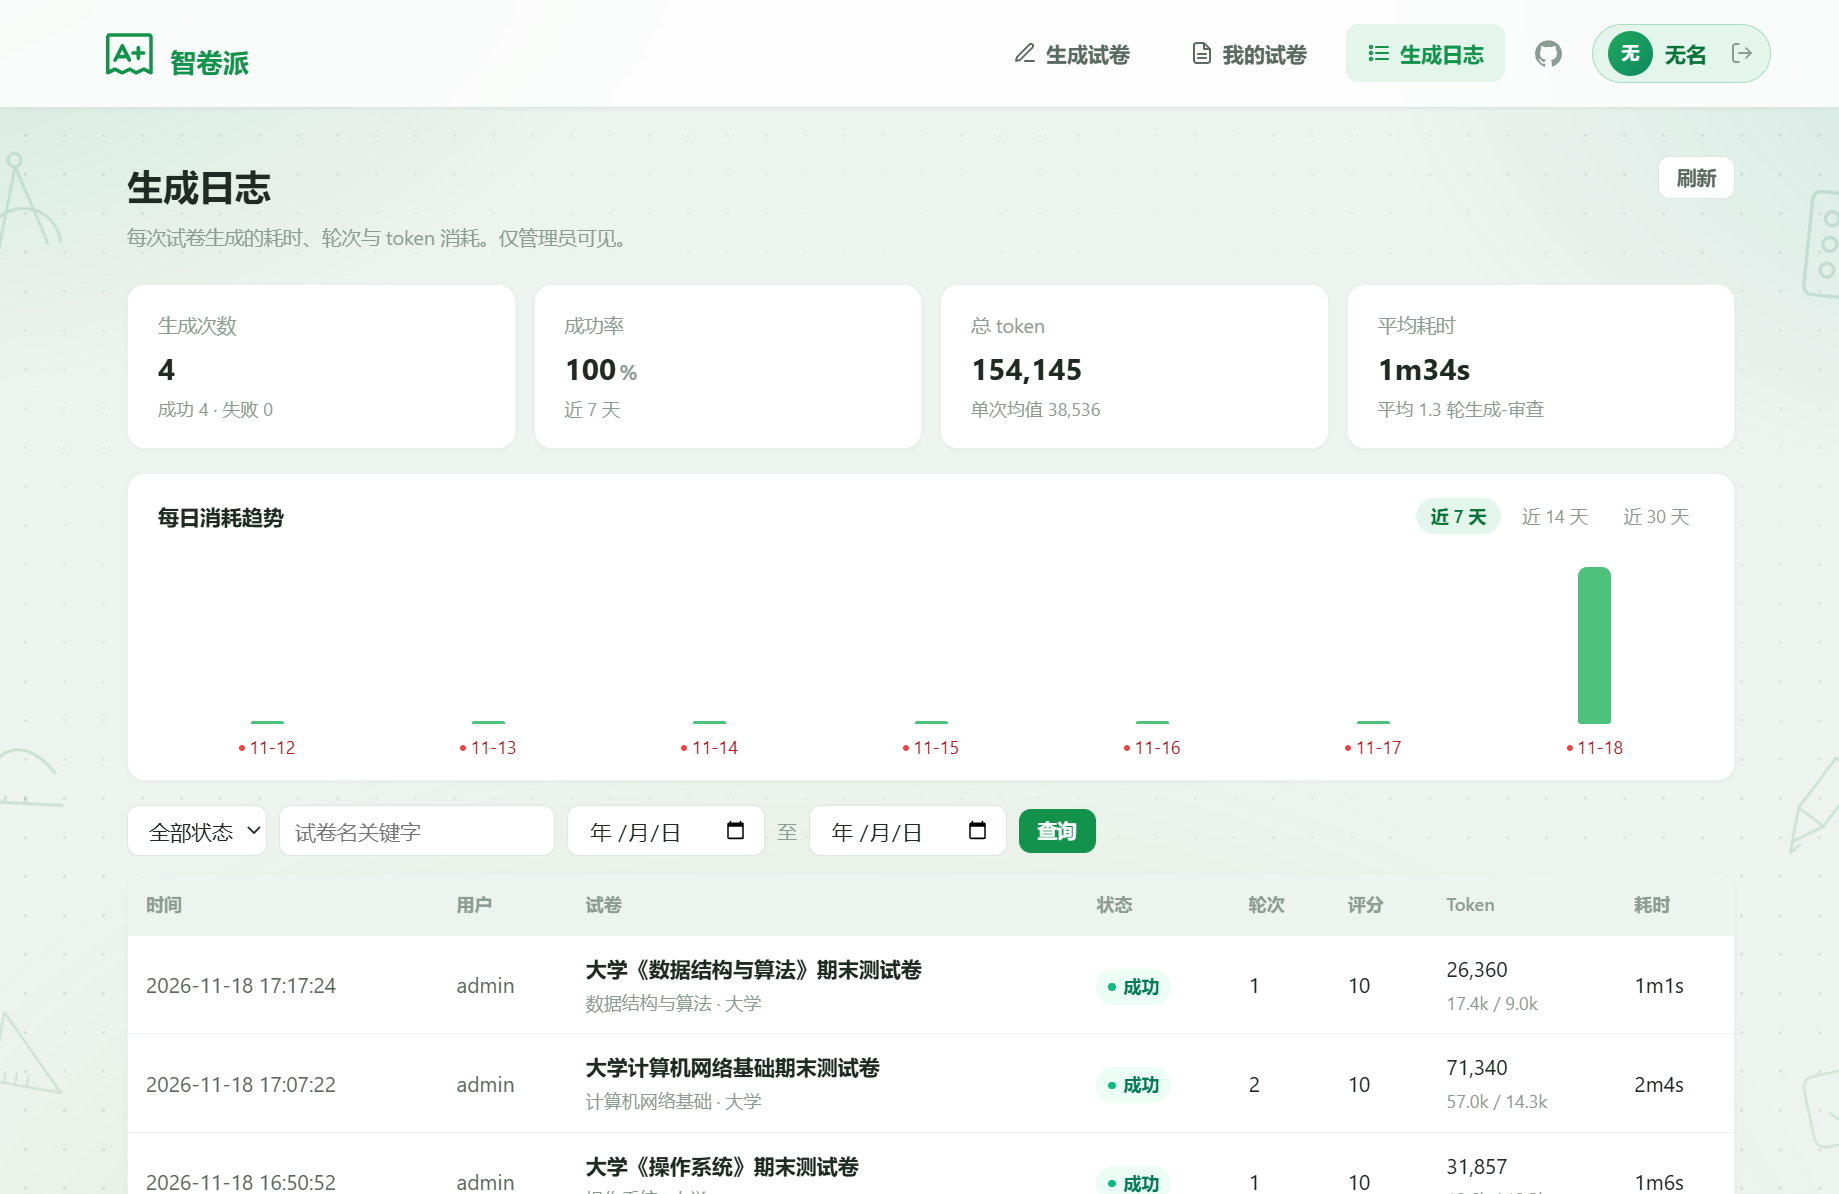 A+ 智卷派
生成试卷
我的试卷
生成日志
无 无名
生成日志
刷新
每次试卷生成的耗时、轮次与 token 消耗。仅管理员可见。
生成次数
4
成功 4 · 失败 0
成功率
100 %
近 7 天
总 token
154,145
单次均值 38,536
平均耗时
1m34s
平均 1.3 轮生成-审查
每日消耗趋势
近 7 天
近 14 天
近 30 天
11-12
11-13
11-14
11-15
11-16
11-17
11-18
全部状态
试卷名关键字
年 /月/日
至
年 /月/日
查询
时间 用户 试卷 状态 轮次 评分 Token 耗时
2026-11-18 17:17:24 admin 大学《数据结构与算法》期末测试卷 成功 1 10 26,360 1m1s
数据结构与算法 · 大学 17.4k / 9.0k
2026-11-18 17:07:22 admin 大学计算机网络基础期末测试卷 成功 2 10 71,340 2m4s
计算机网络基础 · 大学 57.0k / 14.3k
2026-11-18 16:50:52 admin 大学《操作系统》期末测试卷 成功 1 10 31,857 1m6s